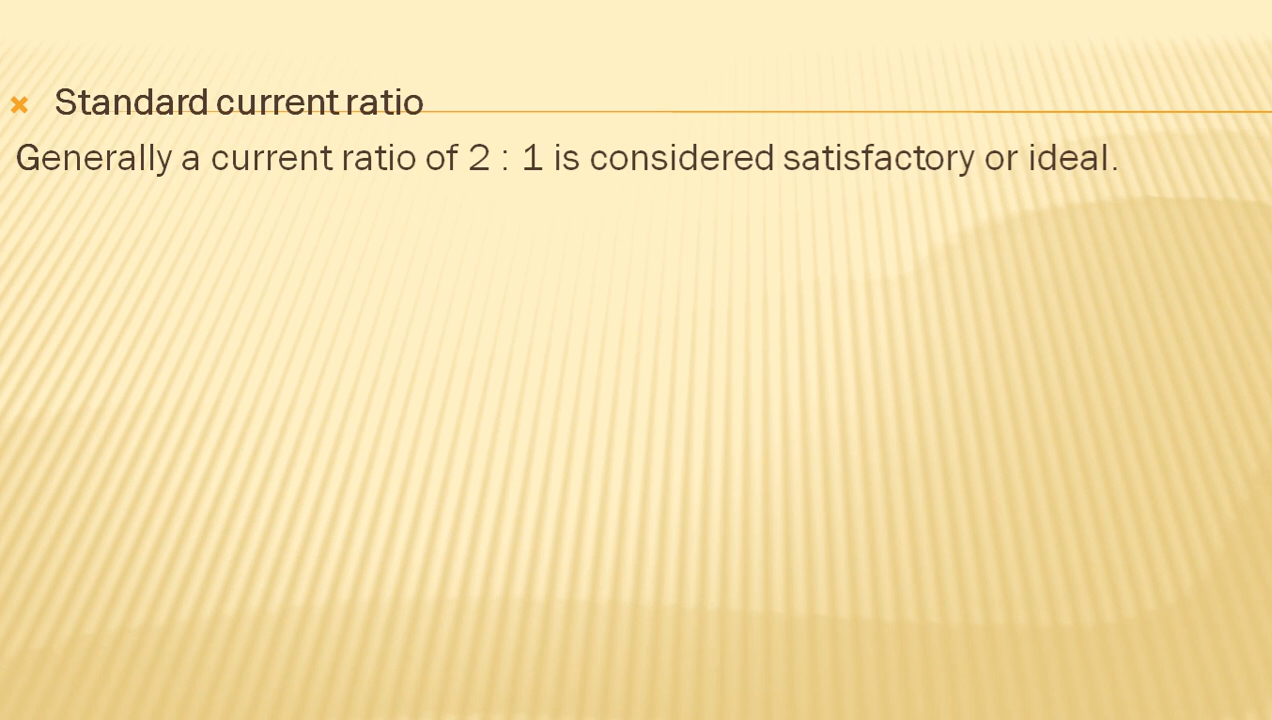 Standard current ratio
Generally a current ratio of 2 : 1 is considered satisfactory or ideal.